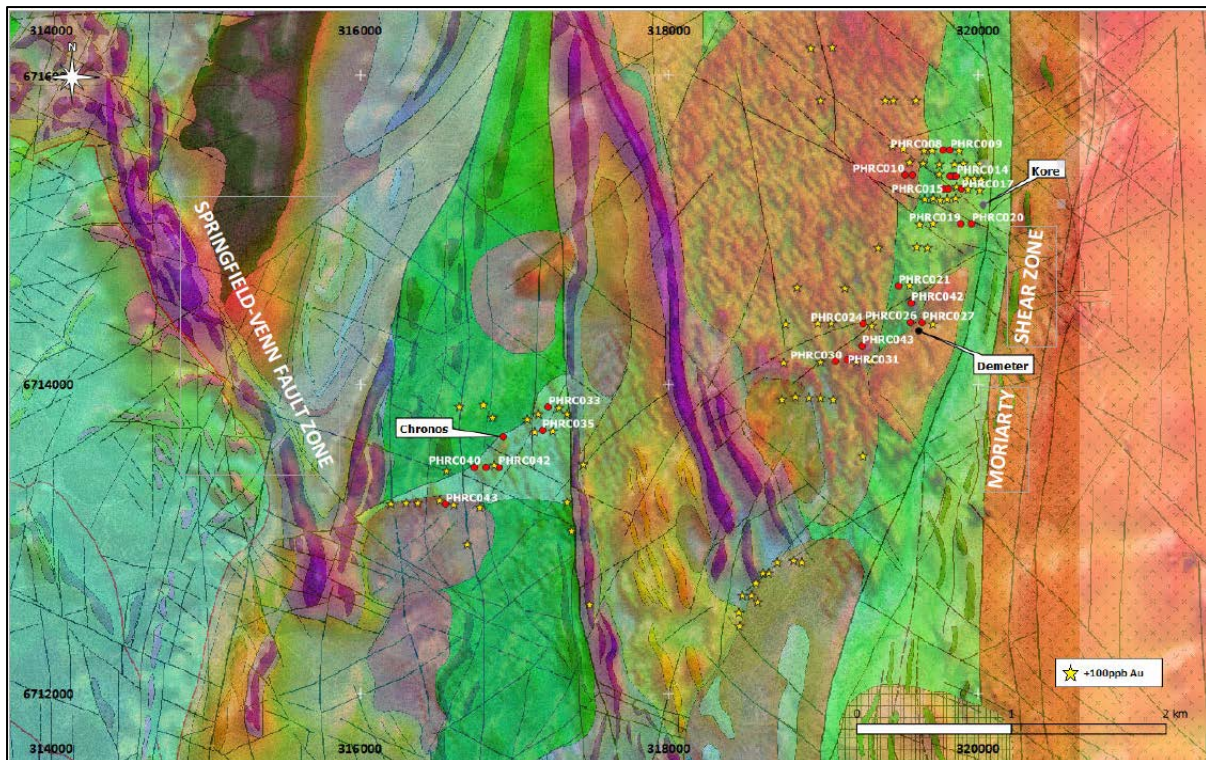 314000
316000
318000
320000
N
6716000
PHRC008
PHRC009
PHRC010
PHRC014
Kore
PHRC015
PHRC017
PHRC019
PHRC020
SPRINGFIELD-VENN FAULT ZONE
SHEAR ZONE
PHRC021
PHRC042
PHRC024
PHRC026
PHRC027
PHRC043
Demeter
PHRC030
PHRC031
6714000
PHRC033
Chronos
PHRC035
MORIARTY
PHRC040
PHRC042
PHRC043
+100ppb Au
6712000
0
1
2 km
314000
316000
318000
320000